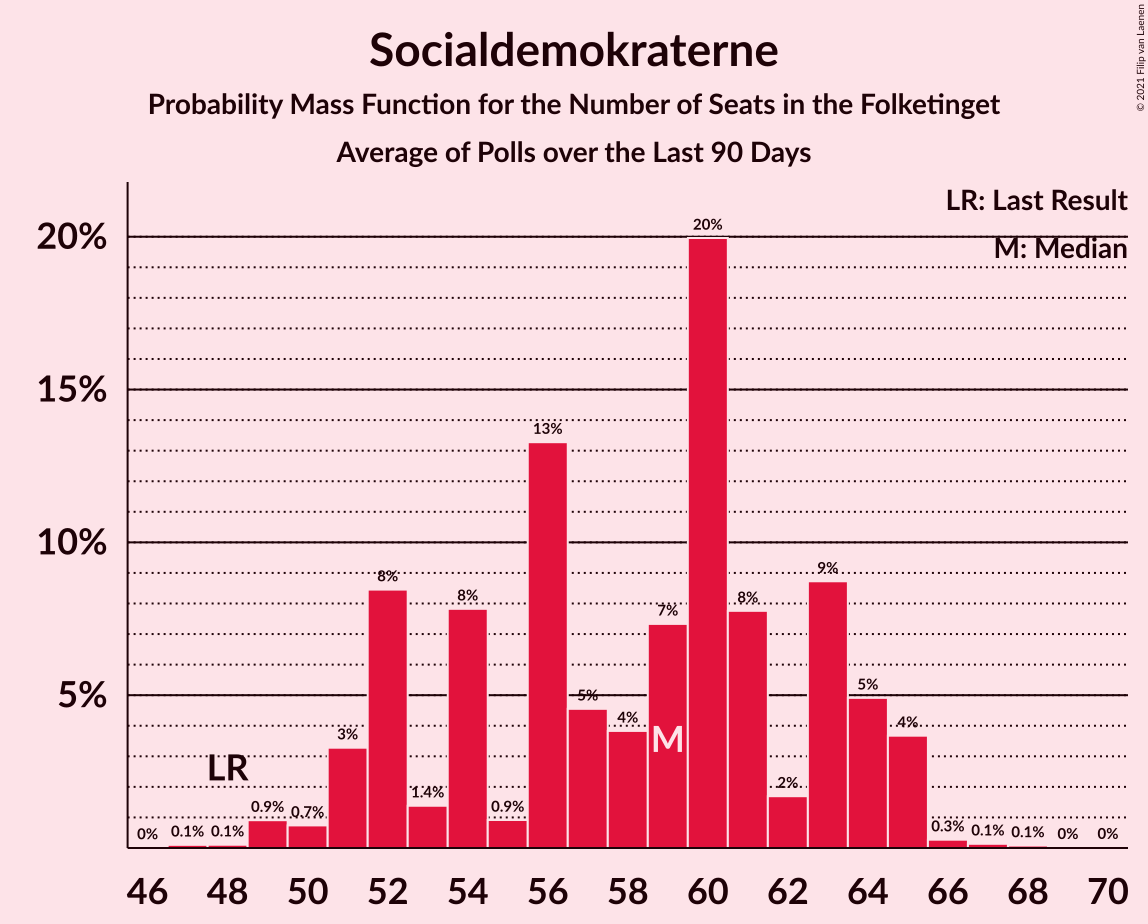 Socialdemokraterne
Probability Mass Function for the Number of Seats in the Folketinget
Average of Polls over the Last 90 Days
© 2021 Filip van Laenen
LR: Last Result
M: Median
20%
15%
10%
5%
0% 0.1% 0.1% 0.9% 0.7% 3% 8% 1.4% 8% 0.9% 13% 5% 4% 7% 20% 8% 2% 9% 5% 4% 0.3% 0.1% 0.1% 0% 0%
LR
M
46 48 50 52 54 56 58 60 62 64 66 68 70